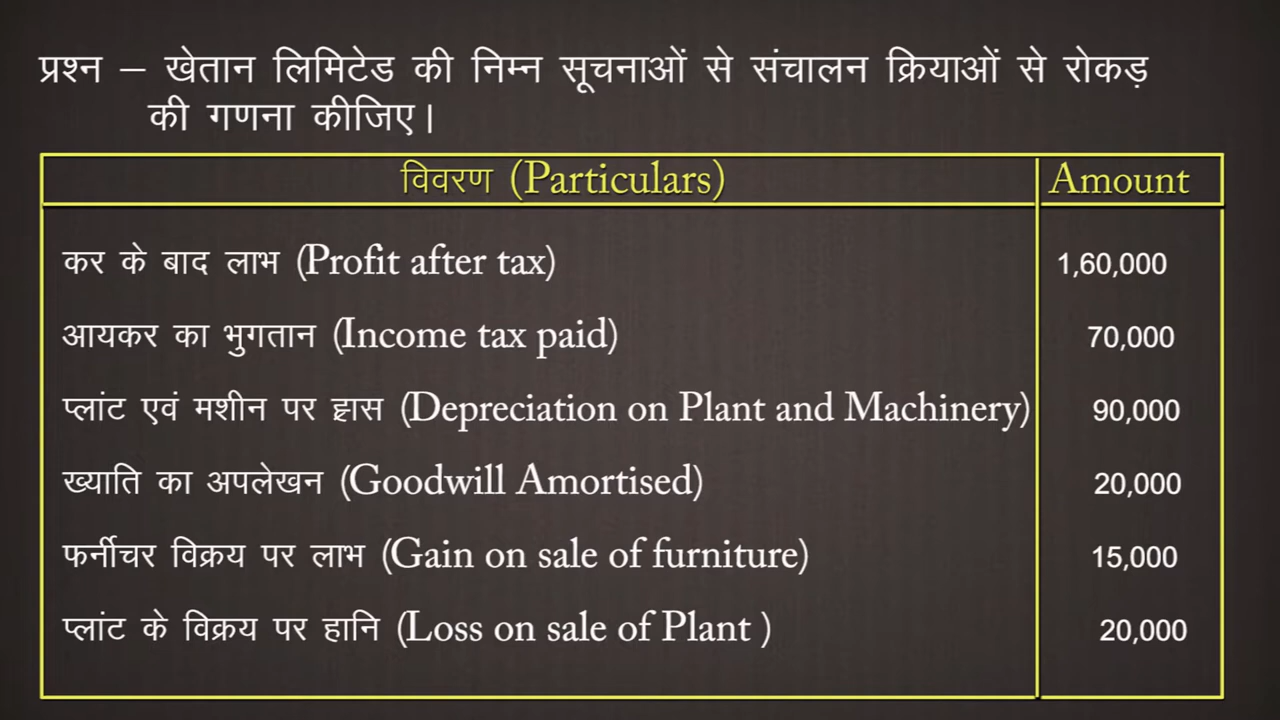 प्रश्न – खेतान लिमिटेड की निम्न सूचनाओं से संचालन क्रियाओं से रोकड़
की गणना कीजिए।
विवरण (Particulars) Amount
कर के बाद लाभ (Profit after tax) 1,60,000
आयकर का भुगतान (Income tax paid) 70,000
प्लांट एवं मशीन पर ह्रास (Depreciation on Plant and Machinery) 90,000
ख्याति का अपलेखन (Goodwill Amortised) 20,000
फर्नीचर विक्रय पर लाभ (Gain on sale of furniture) 15,000
प्लांट के विक्रय पर हानि (Loss on sale of Plant ) 20,000